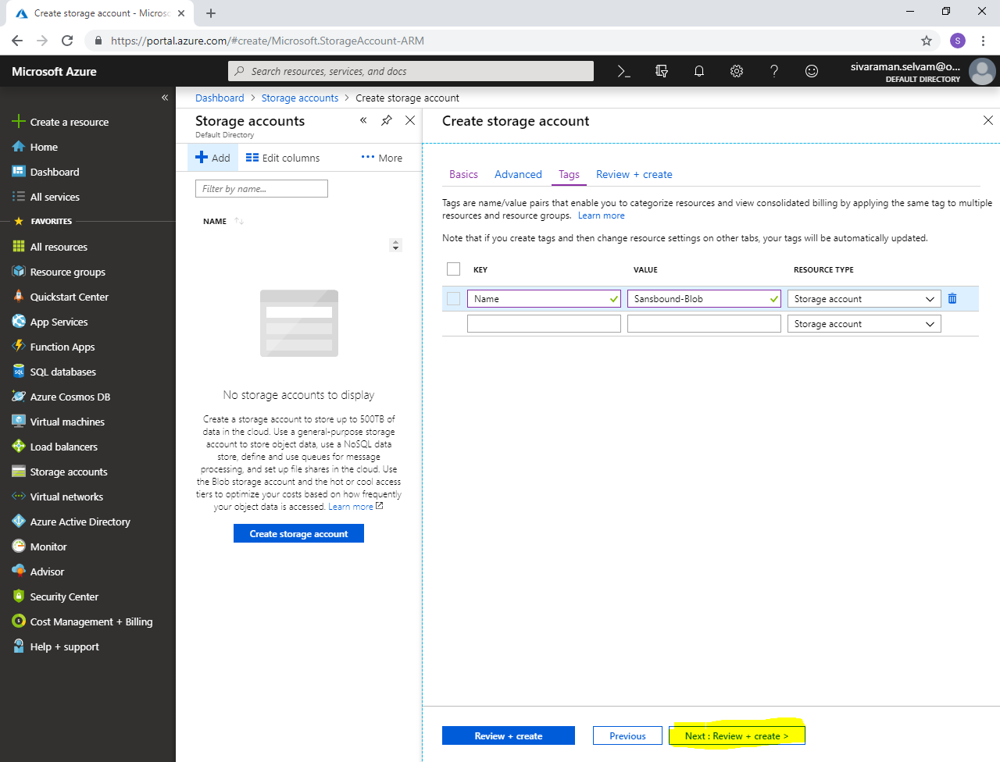 Create storage account - Micros
https://portal.azure.com/#create/Microsoft.StorageAccount-ARM
S
Microsoft Azure
Search resources, services, and docs
sivaraman.selvam@o...
DEFAULT DIRECTORY
Create a resource
Home
Dashboard
All services
FAVORITES
All resources
Resource groups
Quickstart Center
App Services
Function Apps
SQL databases
Azure Cosmos DB
Virtual machines
Load balancers
Storage accounts
Virtual networks
Azure Active Directory
Monitor
Advisor
Security Center
Cost Management + Billing
Help + support
Dashboard > Storage accounts > Create storage account
Storage accounts
Default Directory
Add Edit columns ··· More
Filter by name...
NAME
No storage accounts to display
Create a storage account to store up to 500TB of
data in the cloud. Use a general-purpose storage
account to store object data, use a NoSQL data
store, define and use queues for message
processing, and set up file shares in the cloud. Use
the Blob storage account and the hot or cool access
tiers to optimize your costs based on how frequently
your object data is accessed. Learn more
Create storage account
Create storage account
Basics Advanced Tags Review + create
Tags are name/value pairs that enable you to categorize resources and view consolidated billing by applying the same tag to multiple
resources and resource groups. Learn more
Note that if you create tags and then change resource settings on other tabs, your tags will be automatically updated.
KEY VALUE RESOURCE TYPE
Name Sansbound-Blob Storage account
Storage account
Review + create Previous Next : Review + create >